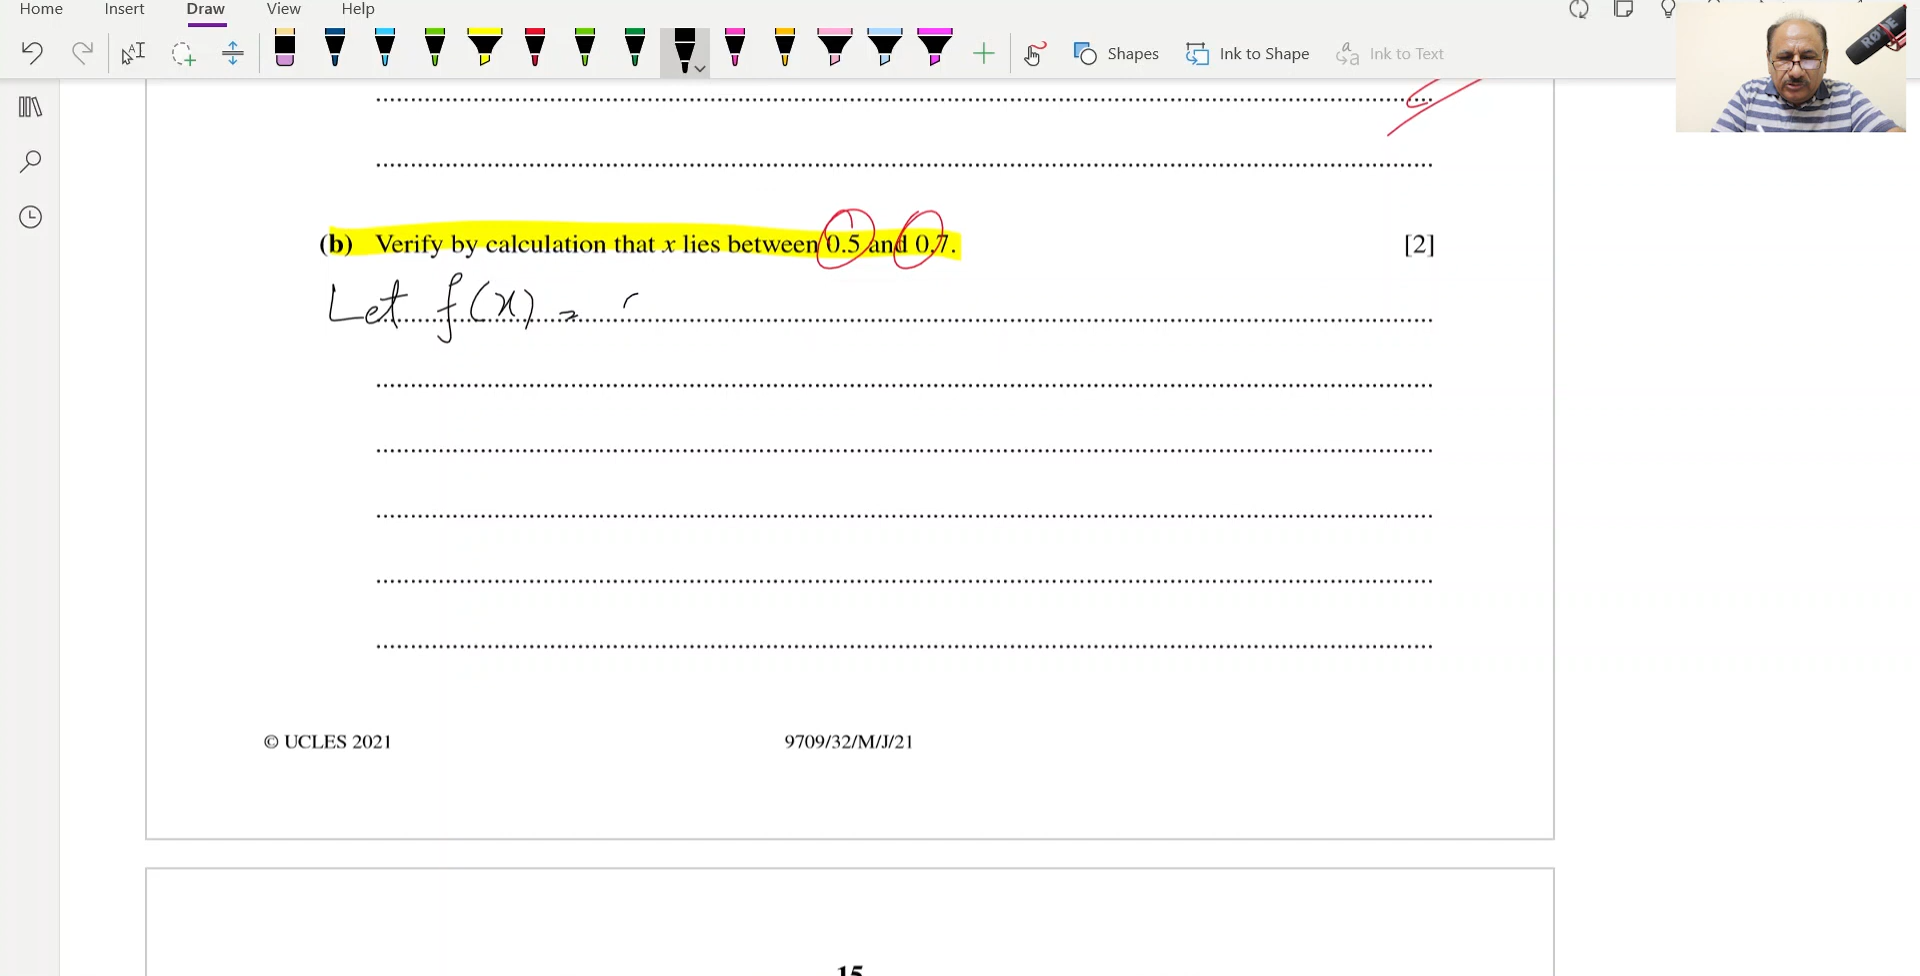 Home Insert Draw View Help
Shapes Ink to Shape Ink to Text
RØDE
(b) Verify by calculation that x lies between 0.5 and 0.7. [2]
Let f(x) =
© UCLES 2021 9709/32/M/J/21
15